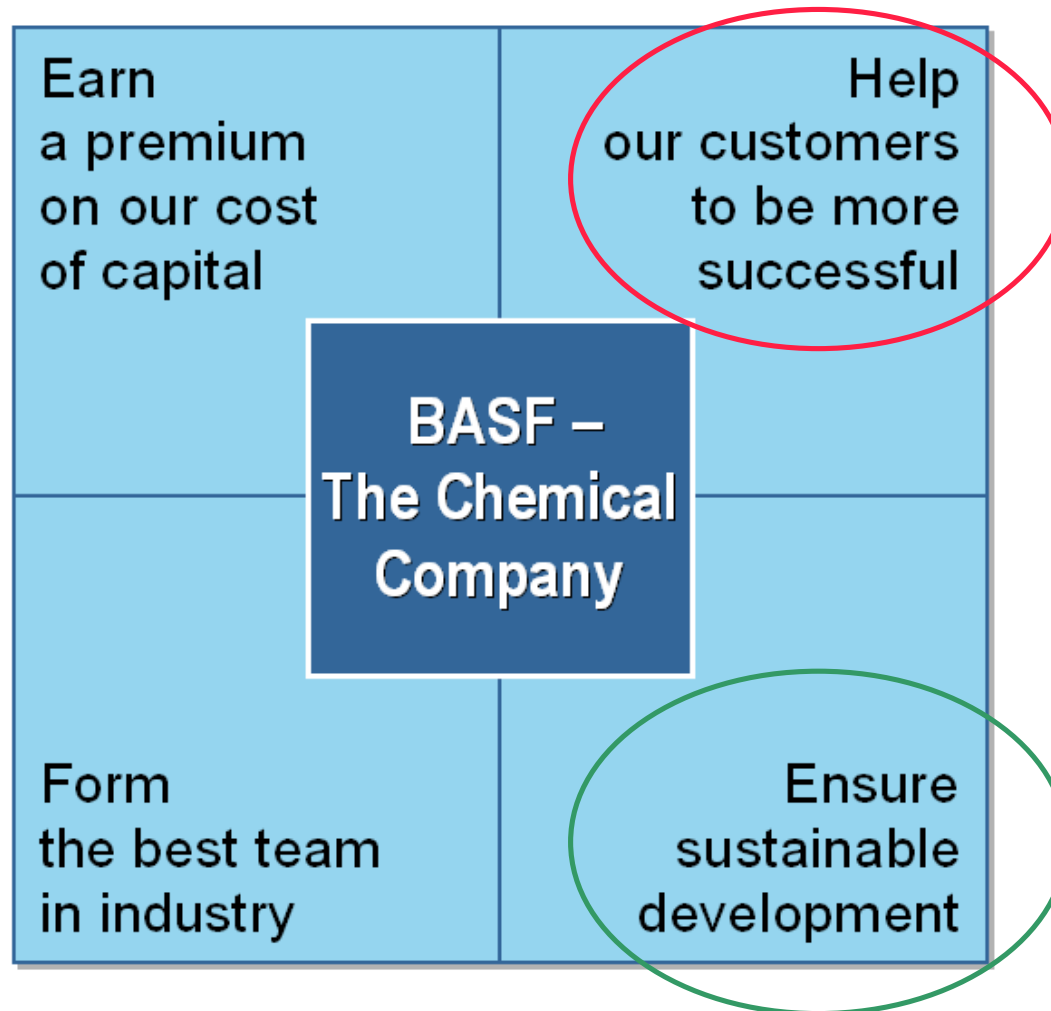 Earn
a premium
on our cost
of capital
Help
our customers
to be more
successful
BASF –
The Chemical
Company
Form
the best team
in industry
Ensure
sustainable
development